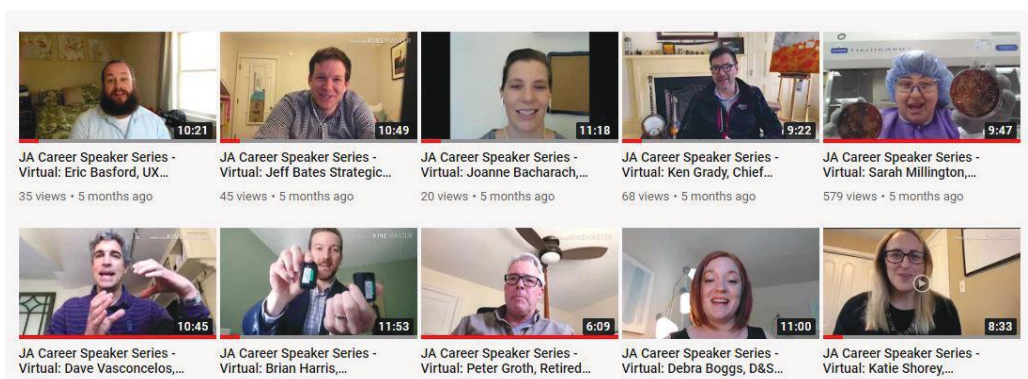 10:21
10:49
11:18
9:22
9:47
JA Career Speaker Series -
Virtual: Eric Basford, UX...
35 views • 5 months ago
JA Career Speaker Series -
Virtual: Jeff Bates Strategic...
45 views • 5 months ago
JA Career Speaker Series -
Virtual: Joanne Bacharach,...
20 views • 5 months ago
JA Career Speaker Series -
Virtual: Ken Grady, Chief...
68 views • 5 months ago
JA Career Speaker Series -
Virtual: Sarah Millington,...
579 views • 5 months ago
KINEMASTER
10:45
11:53
6:09
11:00
8:33
JA Career Speaker Series -
Virtual: Dave Vasconcelos,...
JA Career Speaker Series -
Virtual: Brian Harris,...
JA Career Speaker Series -
Virtual: Peter Groth, Retired...
JA Career Speaker Series -
Virtual: Debra Boggs, D&S...
JA Career Speaker Series -
Virtual: Katie Shorey,...